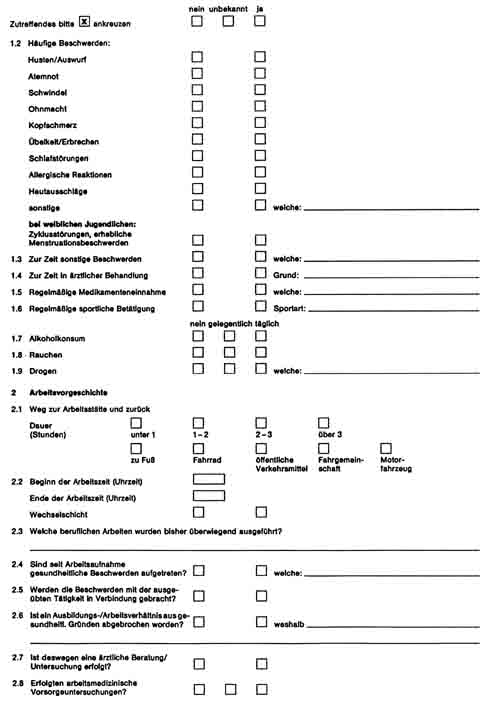 nein unbekannt ja
Zutreffendes bitte x ankreuzen
1.2 Häufige Beschwerden:
Husten/Auswurf
Atemnot
Schwindel
Ohnmacht
Kopfschmerz
Übelkeit/Erbrechen
Schlafstörungen
Allergische Reaktionen
Hautausschläge
sonstige welche:
bei weiblichen Jugendlichen:
Zyklusstörungen, erhebliche
Menstruationsbeschwerden
1.3 Zur Zeit sonstige Beschwerden welche:
1.4 Zur Zeit in ärztlicher Behandlung Grund:
1.5 Regelmäßige Medikamenteneinnahme welche:
1.6 Regelmäßige sportliche Betätigung Sportart:
nein gelegentlich täglich
1.7 Alkoholkonsum
1.8 Rauchen
1.9 Drogen welche:
2 Arbeitsvorgeschichte
2.1 Weg zur Arbeitsstätte und zurück
Dauer
(Stunden) unter 1 1–2 2–3 über 3
zu Fuß Fahrrad öffentliche Fahrgemein- Motor-
Verkehrsmittel schaft fahrzeug
2.2 Beginn der Arbeitszeit (Uhrzeit)
Ende der Arbeitszeit (Uhrzeit)
Wechselschicht
2.3 Welche beruflichen Arbeiten wurden bisher überwiegend ausgeführt?
2.4 Sind seit Arbeitsaufnahme
gesundheitliche Beschwerden aufgetreten? welche:
2.5 Werden die Beschwerden mit der ausge-
übten Tätigkeit in Verbindung gebracht?
2.6 Ist ein Ausbildungs-/Arbeitsverhältnis aus ge-
sundheitl. Gründen abgebrochen worden? weshalb
2.7 Ist deswegen eine ärztliche Beratung/
Untersuchung erfolgt?
2.8 Erfolgten arbeitsmedizinische
Vorsorgeuntersuchungen?